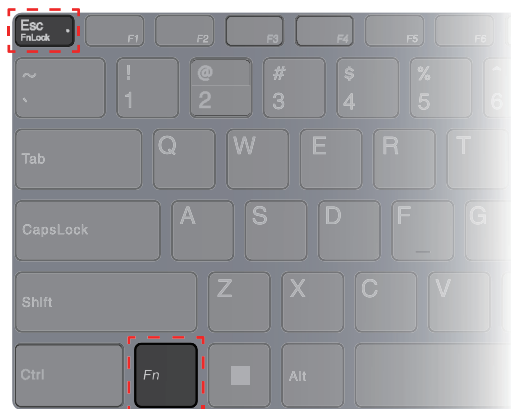 Esc
FnLock
F1 F2 F3 F4 F5 F6
~ ! @ # $ % ^
` 1 2 3 4 5 6
Tab Q W E R T
CapsLock A S D F G
Shift Z X C V
Ctrl Fn Alt